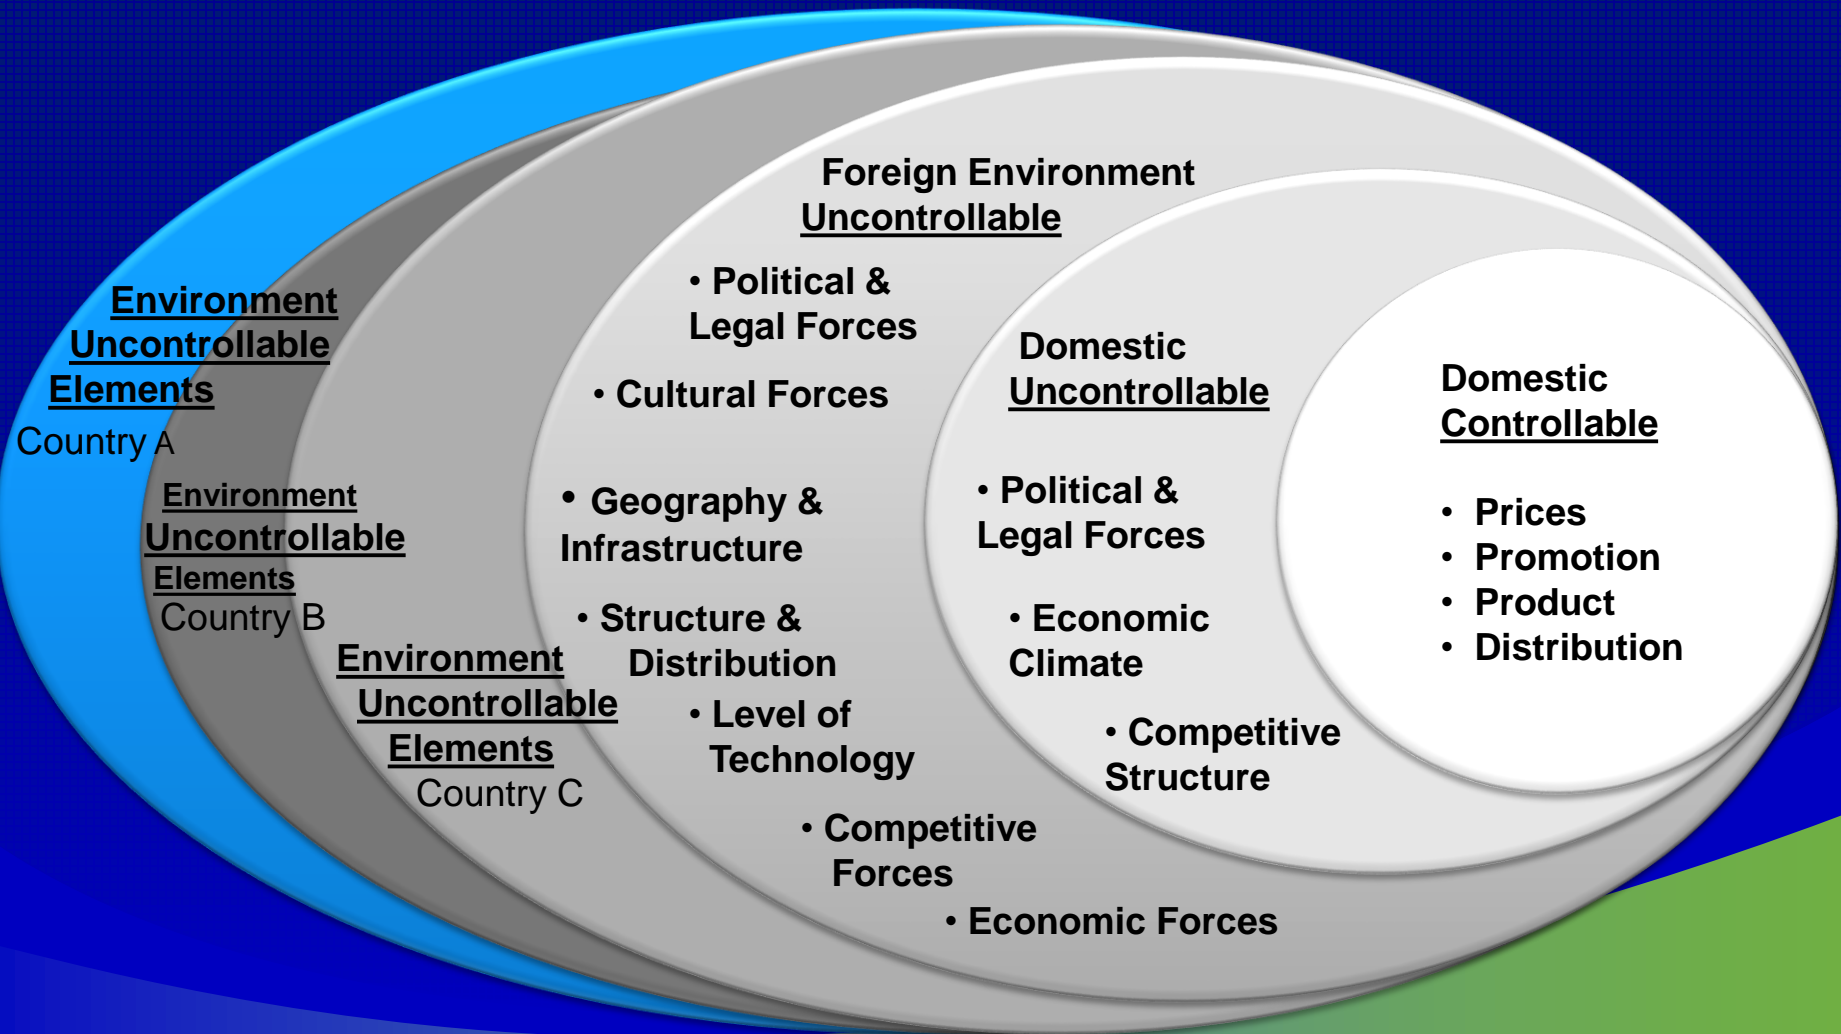 Environment
Uncontrollable
Elements
Country A
Environment
Uncontrollable
Elements
Country B
Environment
Uncontrollable
Elements
Country C
Foreign Environment
Uncontrollable
• Political &
Legal Forces
• Cultural Forces
• Geography &
Infrastructure
• Structure &
Distribution
• Level of
Technology
• Competitive
Forces
• Economic Forces
Domestic
Uncontrollable
• Political &
Legal Forces
• Economic
Climate
• Competitive
Structure
Domestic
Controllable
• Prices
• Promotion
• Product
• Distribution